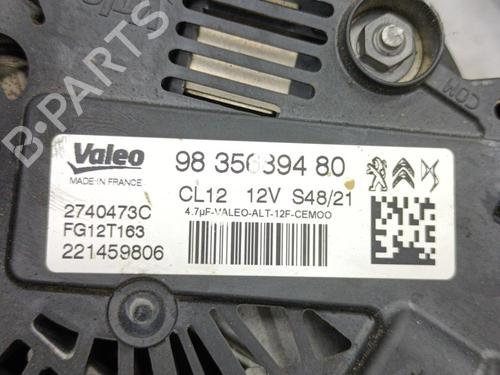 B-PARTS
COM
Valeo
MADE IN FRANCE
98 356394 80
CL12 12V S48/21
4.7µF-VALEO-ALT-12F-CEMOO
2740473C
FG12T163
221459806